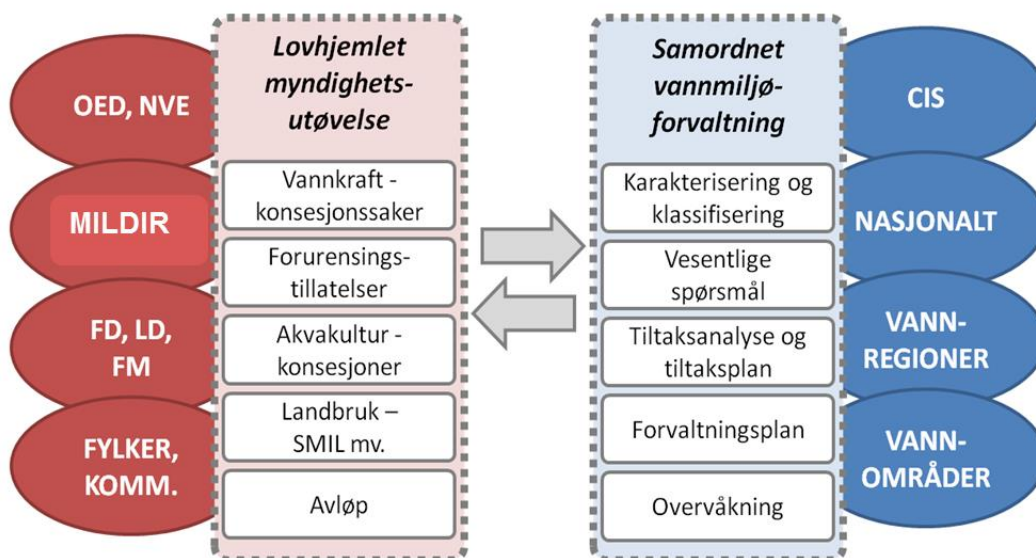 OED, NVE
MILDIR
FD, LD,
FM
FYLKER,
KOMM.
Lovhjemlet
myndighets-
utøvelse
Vannkraft -
konsesjonssaker
Forurensings-
tillatelser
Akvakultur -
konsesjoner
Landbruk –
SMIL mv.
Avløp
Samordnet
vannmiljø-
forvaltning
Karakterisering og
klassifisering
Vesentlige
spørsmål
Tiltaksanalyse og
tiltaksplan
Forvaltningsplan
Overvåkning
CIS
NASJONALT
VANN-
REGIONER
VANN-
OMRÅDER